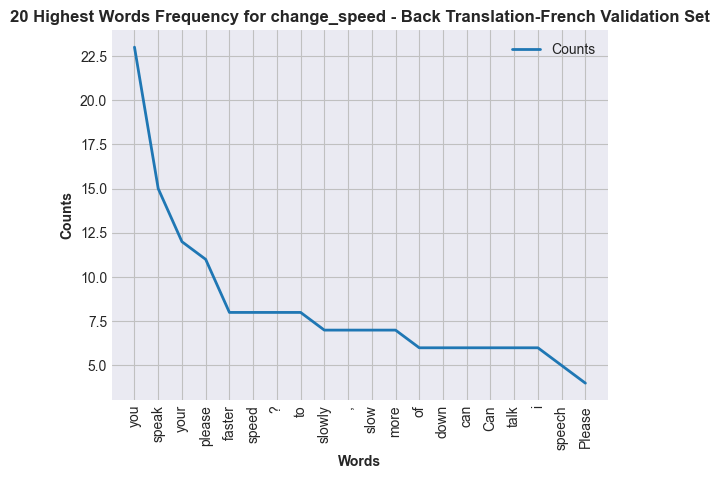 20 Highest Words Frequency for change_speed - Back Translation-French Validation Set
Counts
22.5
20.0
17.5
15.0
12.5
10.0
7.5
5.0
Counts
you
speak
your
please
faster
speed
?
to
slowly
,
slow
more
of
down
can
Can
talk
i
speech
Please
Words